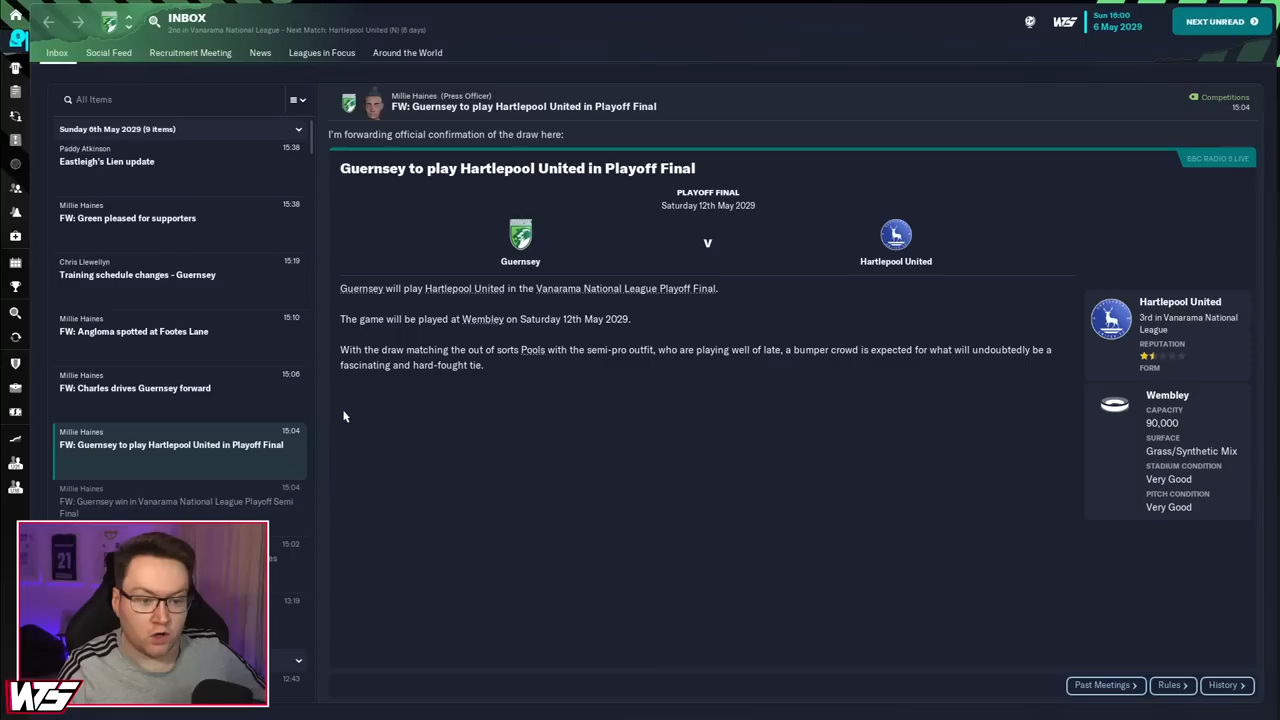 INBOX
2nd in Vanarama National League - Next Match: Hartlepool United (N) (6 days)
WTS
Sun 16:00
6 May 2029
NEXT UNREAD
Inbox
Social Feed
Recruitment Meeting
News
Leagues in Focus
Around the World
All Items
Sunday 6th May 2029 (9 items)
Paddy Atkinson
15:38
Eastleigh's Lien update
Millie Haines
15:38
FW: Green pleased for supporters
Chris Llewellyn
15:19
Training schedule changes - Guernsey
Millie Haines
15:10
FW: Angloma spotted at Footes Lane
Millie Haines
15:06
FW: Charles drives Guernsey forward
Millie Haines
15:04
FW: Guernsey to play Hartlepool United in Playoff Final
Millie Haines
15:04
FW: Guernsey win in Vanarama National League Playoff Semi
Final
15:02
13:19
12:43
21
WTS
Millie Haines (Press Officer)
FW: Guernsey to play Hartlepool United in Playoff Final
Competitions
15:04
I'm forwarding official confirmation of the draw here:
BBC RADIO 5 LIVE
Guernsey to play Hartlepool United in Playoff Final
PLAYOFF FINAL
Saturday 12th May 2029
V
Guernsey
Hartlepool United
Guernsey will play Hartlepool United in the Vanarama National League Playoff Final.
The game will be played at Wembley on Saturday 12th May 2029.
With the draw matching the out of sorts Pools with the semi-pro outfit, who are playing well of late, a bumper crowd is expected for what will undoubtedly be a
fascinating and hard-fought tie.
Hartlepool United
3rd in Vanarama National
League
REPUTATION
FORM
Wembley
CAPACITY
90,000
SURFACE
Grass/Synthetic Mix
STADIUM CONDITION
Very Good
PITCH CONDITION
Very Good
Past Meetings
Rules
History